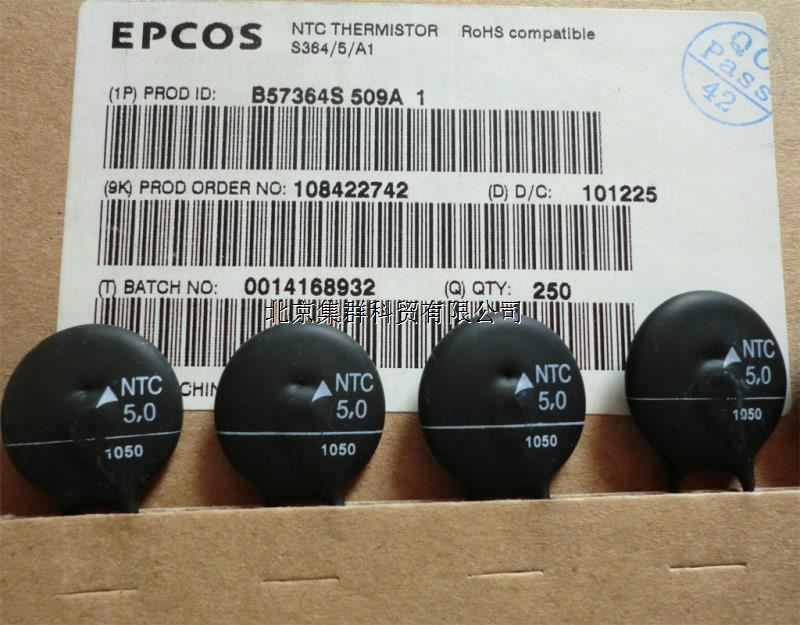 EPCOS
NTC THERMISTOR RoHS compatible
S364/5/A1
QC
Pass
42
(1P) PROD ID: B57364S 509A 1
(9K) PROD ORDER NO: 108422742 (D) D/C: 101225
(T) BATCH NO: 0014168932 (Q) QTY: 250
北京集群科贸有限公司
NTC
5,0
1050
NTC
5,0
1050
NTC
5,0
1050
NTC
5,0
1050